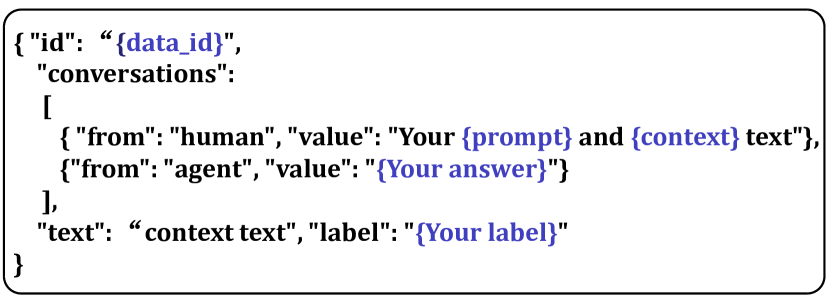 { "id": “{data_id}",
"conversations":
[
{ "from": "human", "value": "Your {prompt} and {context} text"},
{"from": "agent", "value": "{Your answer}"}
],
"text": “context text", "label": "{Your label}"
}